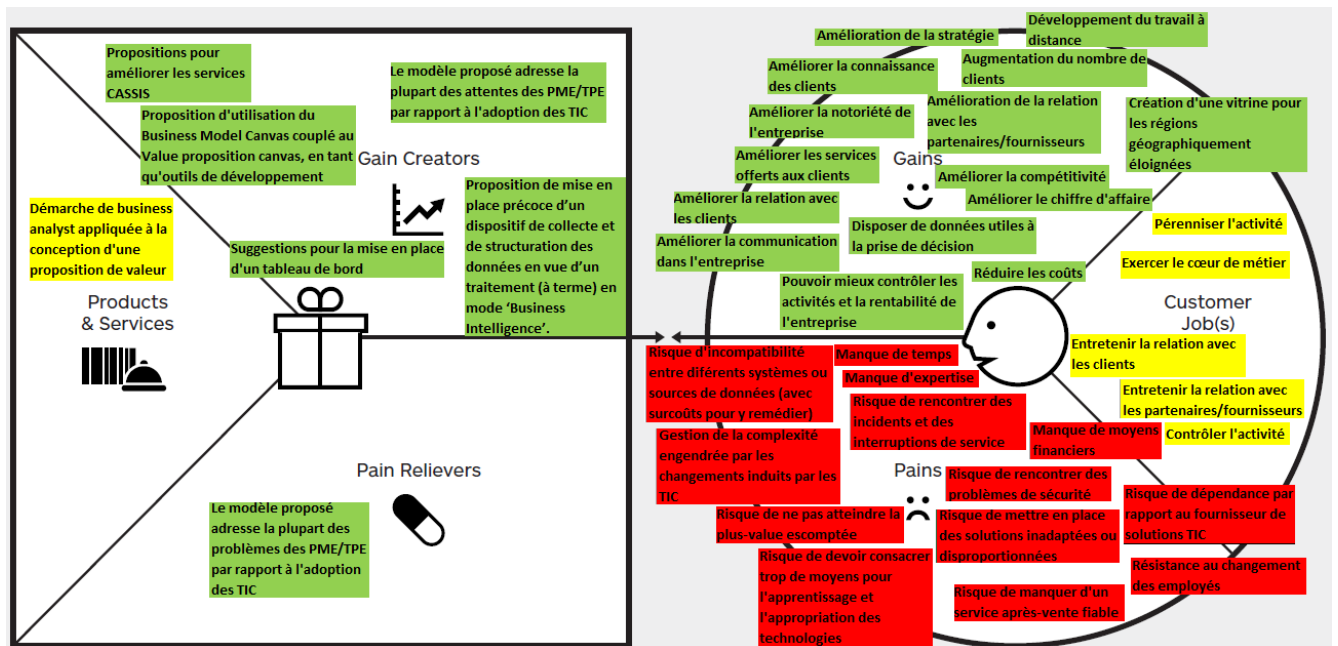 Propositions pour
améliorer les services
CASSIS
Proposition d'utilisation du
Business Model Canvas couplé au
Value proposition canvas, en tant
qu'outils de développement
Le modèle proposé adresse la
plupart des attentes des PME/TPE
par rapport à l'adoption des TIC
Gain Creators
Démarche de business
analyst appliquée à la
conception d'une
proposition de valeur
Suggestions pour la mise en place
d'un tableau de bord
Proposition de mise en
place précoce d'un
dispositif de collecte et
de structuration des
données en vue d'un
traitement (à terme) en
mode 'Business
Intelligence'.
Products
& Services
Pain Relievers
Le modèle proposé
adresse la plupart des
problèmes des PME/TPE
par rapport à l'adoption
des TIC
Développement du travail à
distance
Amélioration de la stratégie
Augmentation du nombre de
clients
Améliorer la connaissance
des clients
Amélioration de la relation
avec les
partenaires/fournisseurs
Création d'une vitrine pour
les régions
géographiquement
éloignées
Améliorer la notoriété de
l'entreprise
Améliorer les services
offerts aux clients
Gains
Améliorer la compétitivité
Améliorer le chiffre d'affaire
Améliorer la relation avec
les clients
Disposer de données utiles à
la prise de décision
Améliorer la communication
dans l'entreprise
Pouvoir mieux contrôler les
activités et la rentabilité de
l'entreprise
Réduire les coûts
Pérenniser l'activité
Exercer le cœur de métier
Customer
Job(s)
Entretenir la relation avec
les clients
Entretenir la relation avec
les partenaires/fournisseurs
Contrôler l'activité
Risque d'incompatibilité
entre diférents systèmes ou
sources de données (avec
surcoûts pour y remédier)
Manque de temps
Manque d'expertise
Risque de rencontrer des
incidents et des
interruptions de service
Manque de moyens
financiers
Gestion de la complexité
engendrée par les
changements induits par les
TIC
Pains
Risque de rencontrer des
problèmes de sécurité
Risque de dépendance par
rapport au fournisseur de
solutions TIC
Risque de ne pas atteindre la
plus-value escomptée
Risque de mettre en place
des solutions inadaptées ou
disproportionnées
Risque de devoir consacrer
trop de moyens pour
l'apprentissage et
l'appropriation des
technologies
Résistance au changement
des employés
Risque de manquer d'un
service après-vente fiable